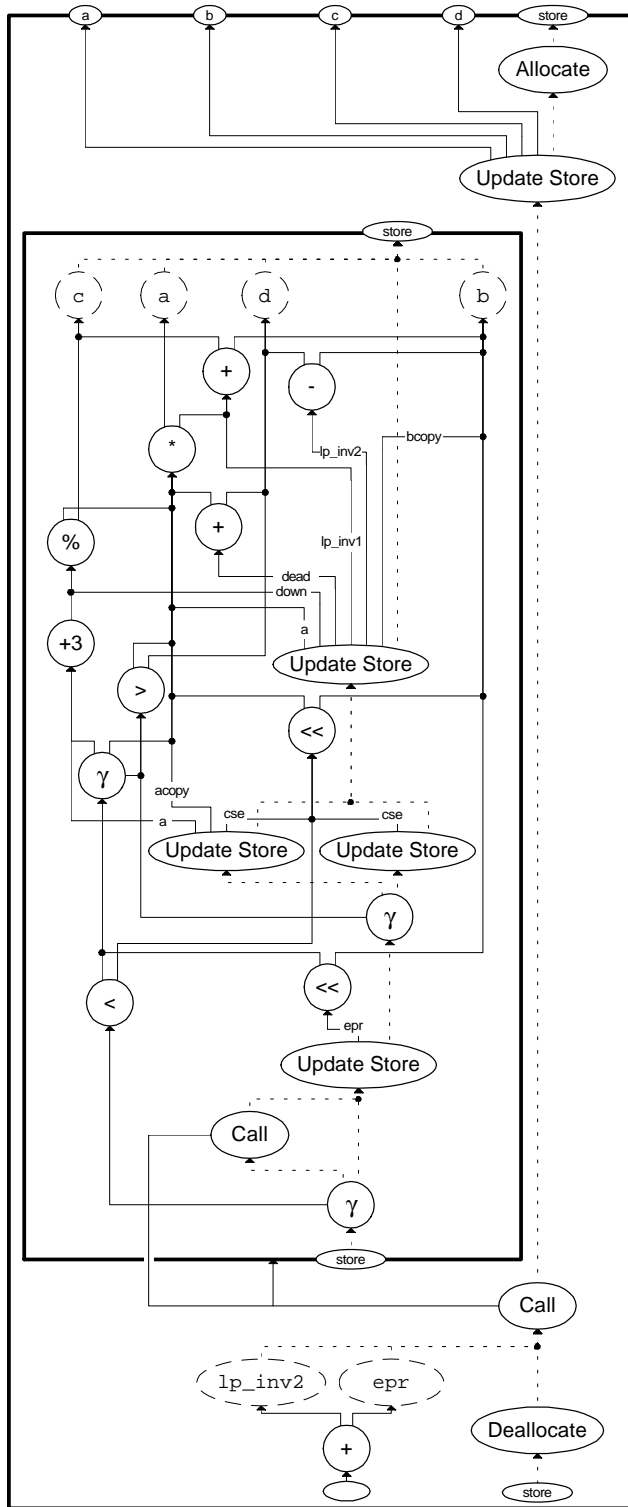 a b c d store
Allocate
Update Store
store
c a d b
+
-
*
bcopy
lp_inv2
%
+
lp_inv1
dead
down
a
+3
Update Store
>
<<
γ
acopy
cse cse
a
Update Store Update Store
γ
<
<<
epr
Update Store
Call
γ
store
Call
lp_inv2 epr
Deallocate
+
store